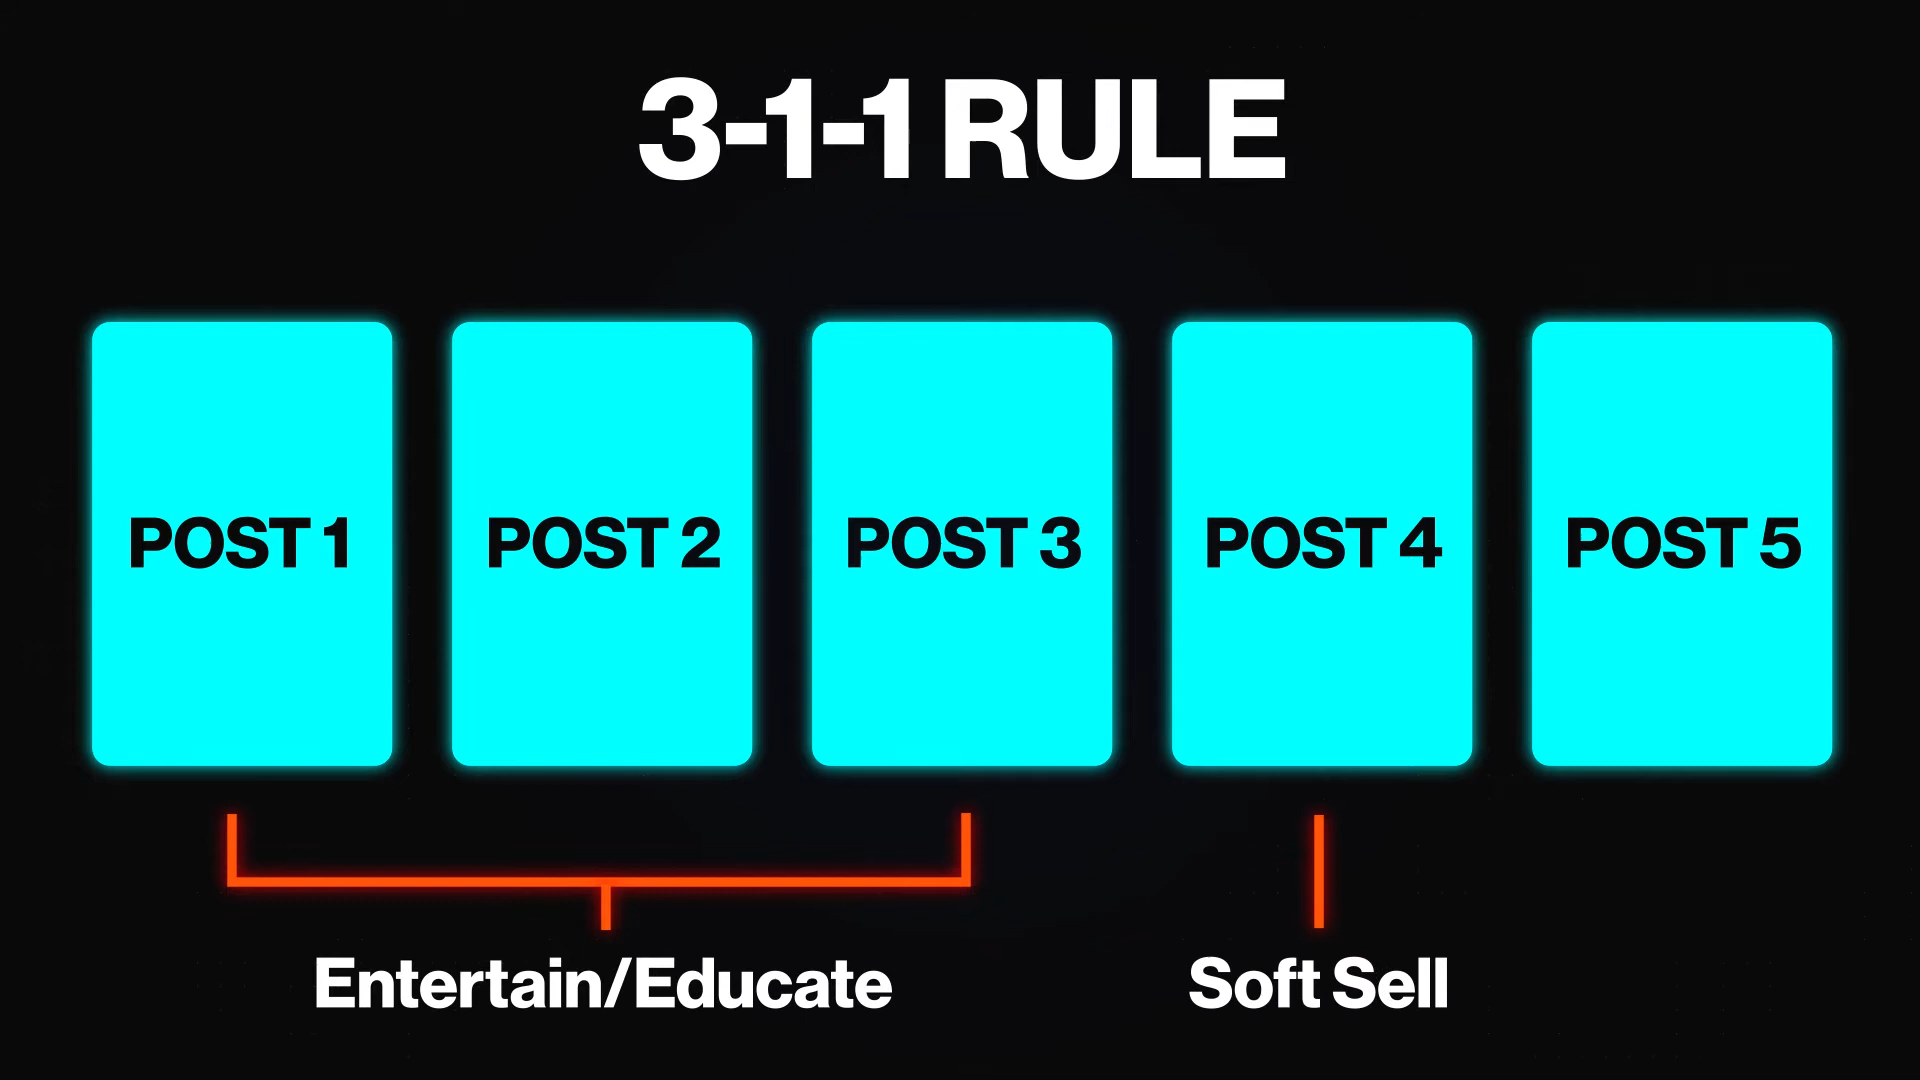 3-1-1 RULE
POST 1
POST 2
POST 3
POST 4
POST 5
Entertain/Educate
Soft Sell